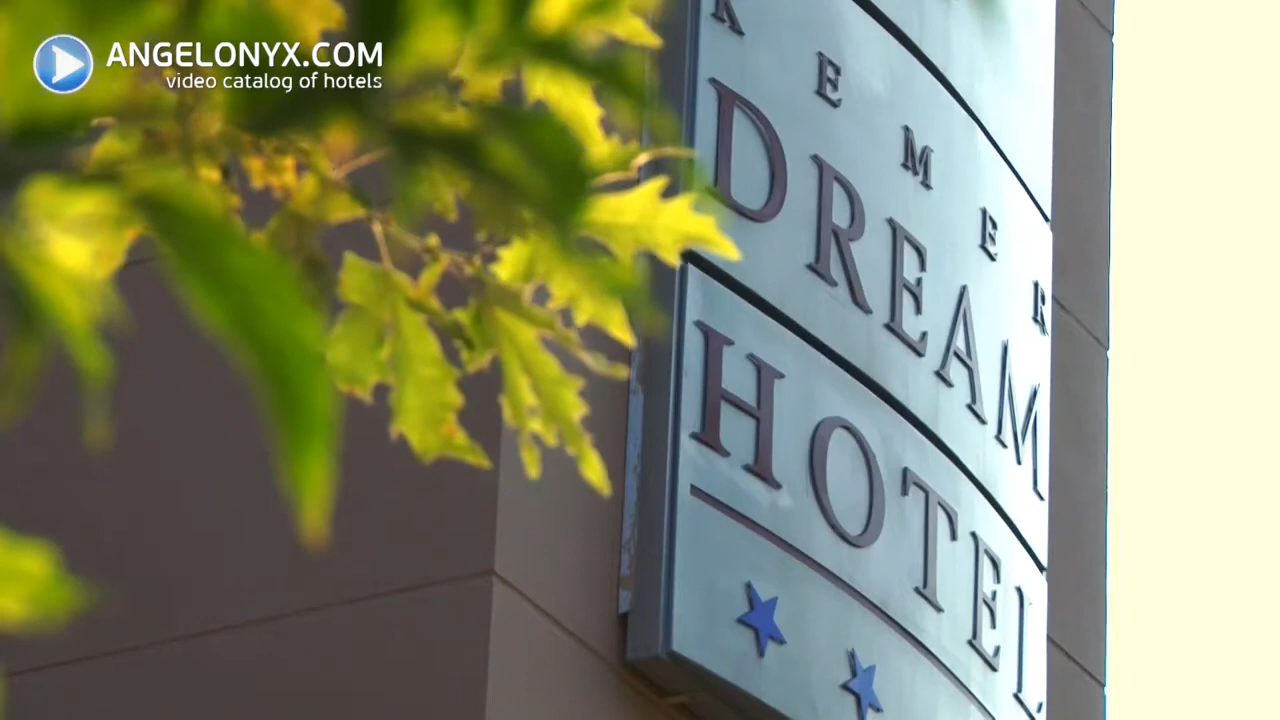 ANGELONYX.COM
video catalog of hotels
KEMER
DREAM
HOTEL